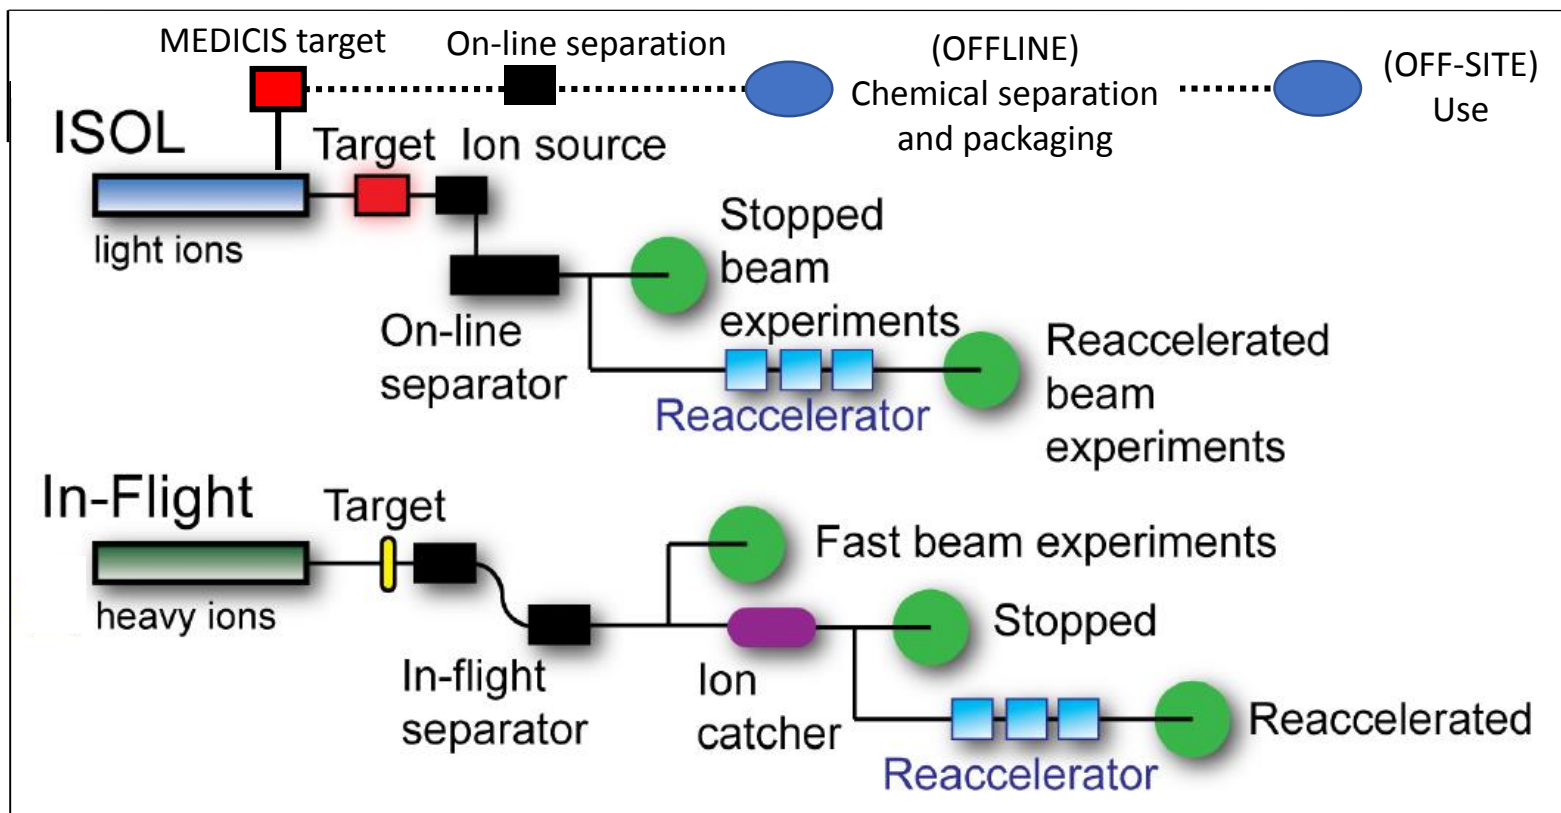 MEDICIS target
On-line separation
(OFFLINE)
Chemical separation
and packaging
(OFF-SITE)
Use
ISOL
Target
Ion source
light ions
Stopped
beam
experiments
On-line
separator
Reaccelerator
Reaccelerated
beam
experiments
In-Flight
Target
heavy ions
Fast beam experiments
In-flight
separator
Ion
catcher
Stopped
Reaccelerator
Reaccelerated